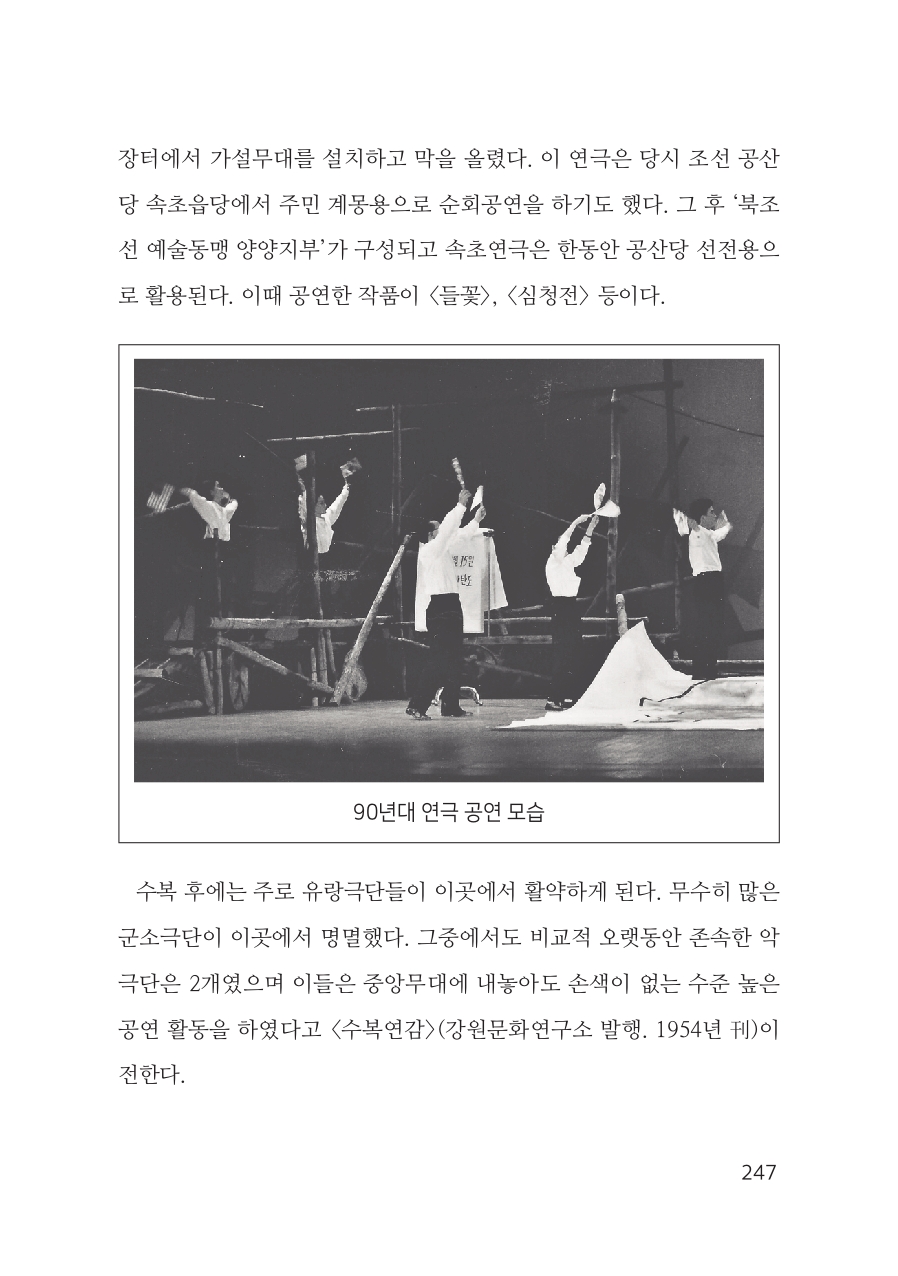 장터에서 가설무대를 설치하고 막을 올렸다. 이 연극은 당시 조선 공산
당 속초읍당에서 주민 계몽용으로 순회공연을 하기도 했다. 그 후 ‘북조
선 예술동맹 양양지부’가 구성되고 속초연극은 한동안 공산당 선전용으
로 활용된다. 이때 공연한 작품이 〈들꽃〉, 〈심청전〉 등이다.
90년대 연극 공연 모습
수복 후에는 주로 유랑극단들이 이곳에서 활약하게 된다. 무수히 많은
군소극단이 이곳에서 명멸했다. 그중에서도 비교적 오랫동안 존속한 악
극단은 2개였으며 이들은 중앙무대에 내놓아도 손색이 없는 수준 높은
공연 활동을 하였다고 〈수복연감〉(강원문화연구소 발행. 1954년 刊)이
전한다.
247